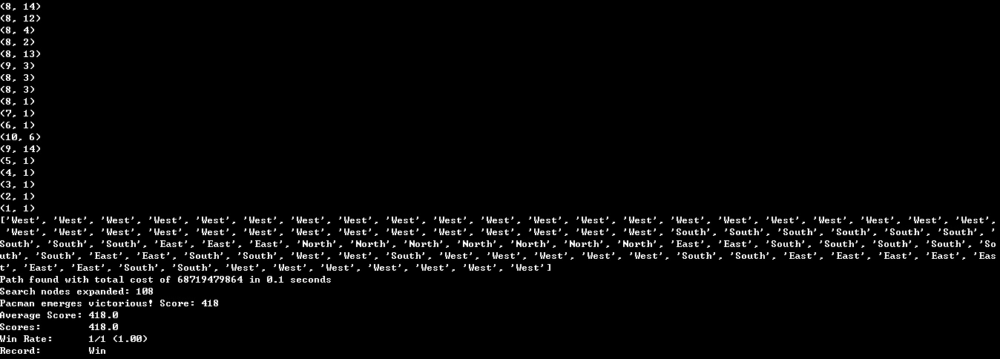 (8, 14)
(8, 12)
(8, 4)
(8, 2)
(8, 13)
(9, 3)
(8, 3)
(8, 3)
(8, 1)
(7, 1)
(6, 1)
(10, 6)
(9, 14)
(5, 1)
(4, 1)
(3, 1)
(2, 1)
(1, 1)
['West', 'West', 'West', 'West', 'West', 'West', 'West', 'West', 'West', 'West', 'West', 'West', 'West', 'West', 'West', 'West', 'West', 'West', 'West', 'West', 'West',
 'West', 'West', 'West', 'West', 'West', 'West', 'West', 'West', 'West', 'West', 'West', 'West', 'West', 'South', 'South', 'South', 'South', 'South', 'South', '
South', 'South', 'South', 'East', 'East', 'East', 'North', 'North', 'North', 'North', 'North', 'North', 'North', 'East', 'East', 'South', 'South', 'South', 'South', 'So
uth', 'South', 'East', 'East', 'South', 'South', 'West', 'West', 'South', 'West', 'West', 'West', 'West', 'West', 'South', 'South', 'East', 'East', 'East', 'East', 'Eas
t', 'East', 'East', 'South', 'South', 'West', 'West', 'West', 'West', 'West', 'West', 'West']
Path found with total cost of 68719479864 in 0.1 seconds
Search nodes expanded: 108
Pacman emerges victorious! Score: 418
Average Score: 418.0
Scores:        418.0
Win Rate:      1/1 (1.00)
Record:        Win